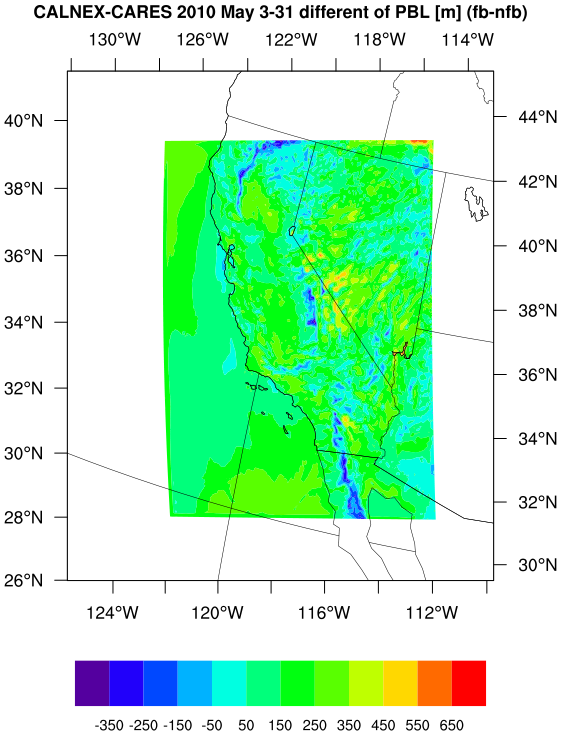 CALNEX-CARES 2010 May 3-31 different of PBL [m] (fb-nfb)
130°W 126°W 122°W 118°W 114°W
40°N 44°N
38°N 42°N
36°N 40°N
34°N 38°N
32°N 36°N
30°N 34°N
28°N 32°N
26°N 30°N
124°W 120°W 116°W 112°W
-350 -250 -150 -50 50 150 250 350 450 550 650